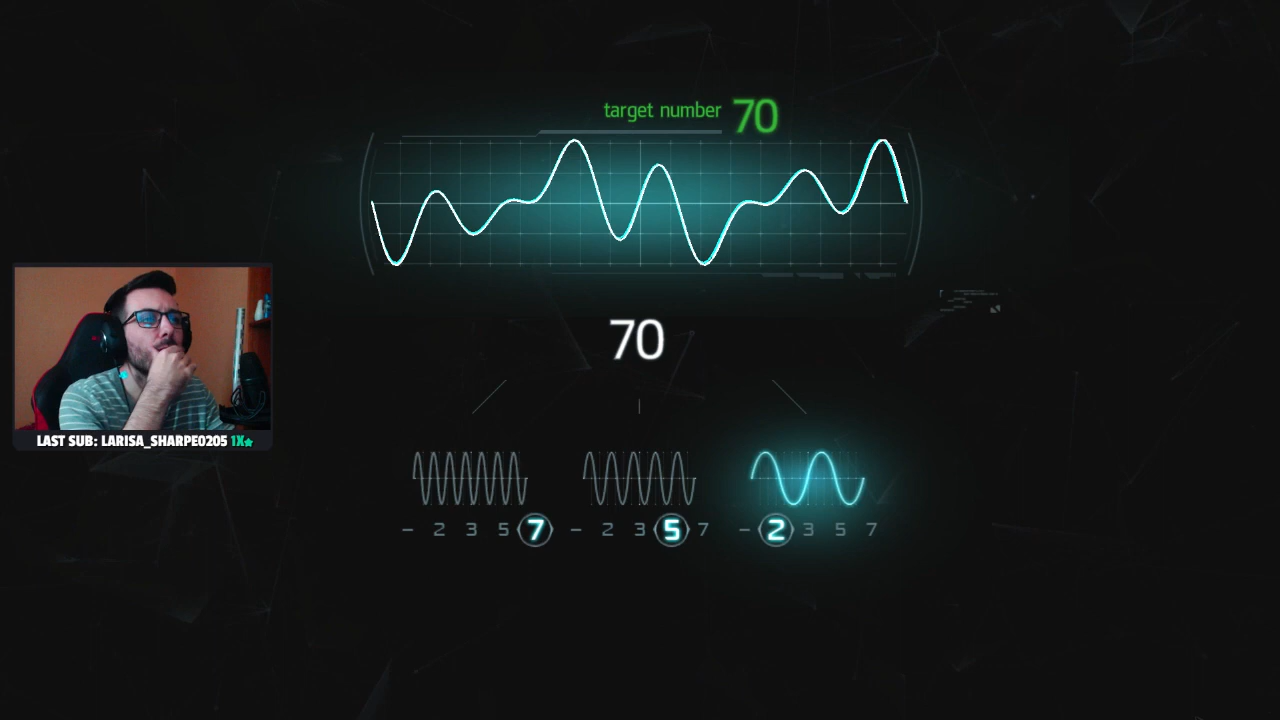 target number 70
70
- 2 3 5 7 - 2 3 5 7 - 2 3 5 7
LAST SUB: LARISA_SHARPE0205 1X